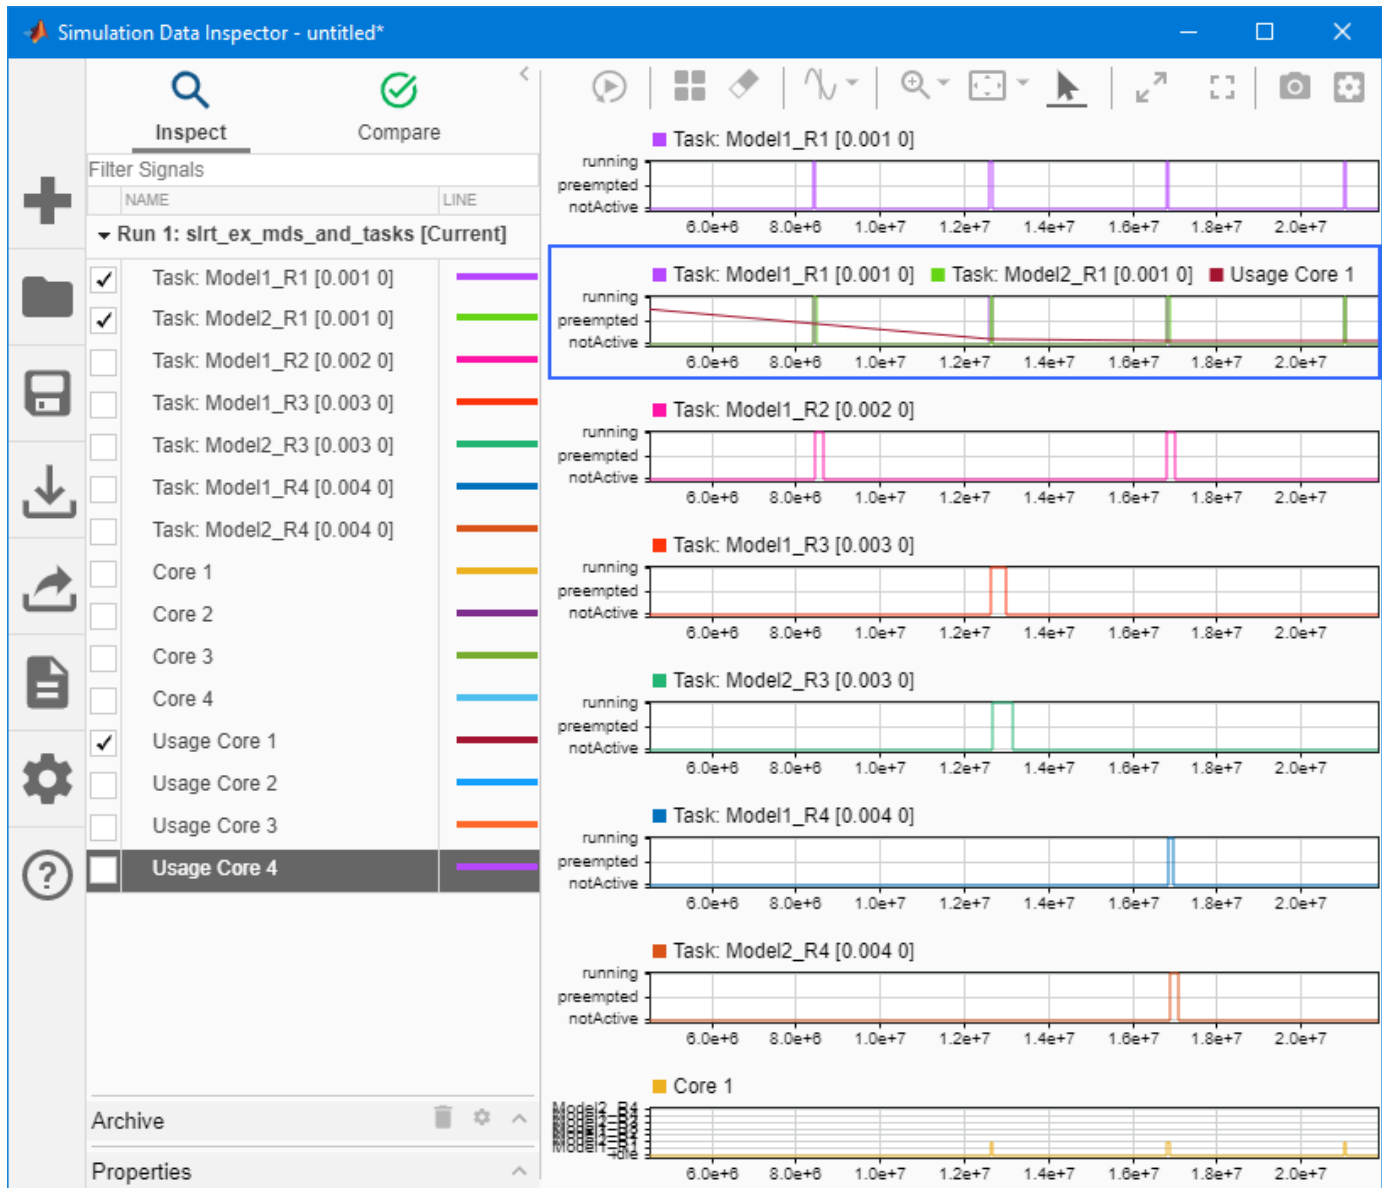 Simulation Data Inspector - untitled*
Inspect
Compare
Filter Signals
NAME
LINE
Run 1: slrt_ex_mds_and_tasks [Current]
Task: Model1_R1 [0.001 0]
Task: Model2_R1 [0.001 0]
Task: Model1_R2 [0.002 0]
Task: Model1_R3 [0.003 0]
Task: Model2_R3 [0.003 0]
Task: Model1_R4 [0.004 0]
Task: Model2_R4 [0.004 0]
Core 1
Core 2
Core 3
Core 4
Usage Core 1
Usage Core 2
Usage Core 3
Usage Core 4
Archive
Properties
Task: Model1_R1 [0.001 0]
running
preempted
notActive
6.0e+6 8.0e+6 1.0e+7 1.2e+7 1.4e+7 1.6e+7 1.8e+7 2.0e+7
Task: Model1_R1 [0.001 0] Task: Model2_R1 [0.001 0] Usage Core 1
running
preempted
notActive
6.0e+6 8.0e+6 1.0e+7 1.2e+7 1.4e+7 1.6e+7 1.8e+7 2.0e+7
Task: Model1_R2 [0.002 0]
running
preempted
notActive
6.0e+6 8.0e+6 1.0e+7 1.2e+7 1.4e+7 1.6e+7 1.8e+7 2.0e+7
Task: Model1_R3 [0.003 0]
running
preempted
notActive
6.0e+6 8.0e+6 1.0e+7 1.2e+7 1.4e+7 1.6e+7 1.8e+7 2.0e+7
Task: Model2_R3 [0.003 0]
running
preempted
notActive
6.0e+6 8.0e+6 1.0e+7 1.2e+7 1.4e+7 1.6e+7 1.8e+7 2.0e+7
Task: Model1_R4 [0.004 0]
running
preempted
notActive
6.0e+6 8.0e+6 1.0e+7 1.2e+7 1.4e+7 1.6e+7 1.8e+7 2.0e+7
Task: Model2_R4 [0.004 0]
running
preempted
notActive
6.0e+6 8.0e+6 1.0e+7 1.2e+7 1.4e+7 1.6e+7 1.8e+7 2.0e+7
Core 1
Model2_R4
Model1_R1
6.0e+6 8.0e+6 1.0e+7 1.2e+7 1.4e+7 1.6e+7 1.8e+7 2.0e+7